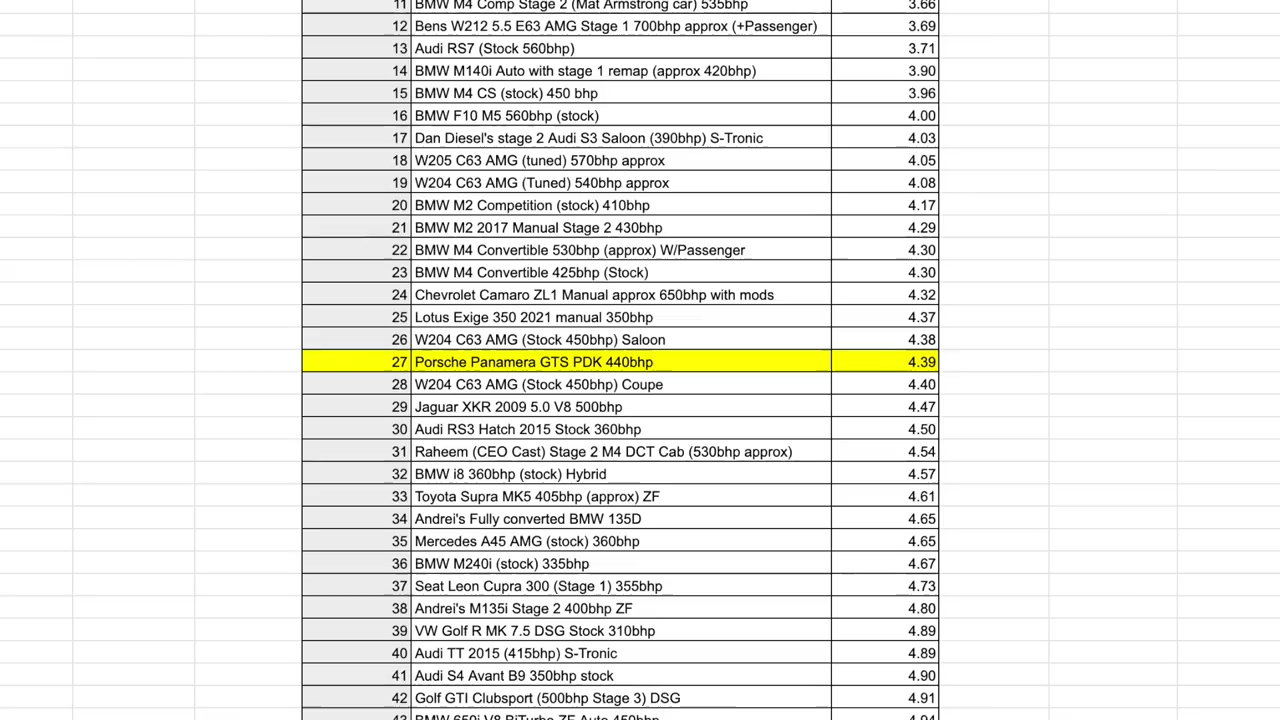 11 BMW M4 Comp Stage 2 (Mat Armstrong car) 535bhp 3.66
12 Bens W212 5.5 E63 AMG Stage 1 700bhp approx (+Passenger) 3.69
13 Audi RS7 (Stock 560bhp) 3.71
14 BMW M140i Auto with stage 1 remap (approx 420bhp) 3.90
15 BMW M4 CS (stock) 450 bhp 3.96
16 BMW F10 M5 560bhp (stock) 4.00
17 Dan Diesel's stage 2 Audi S3 Saloon (390bhp) S-Tronic 4.03
18 W205 C63 AMG (tuned) 570bhp approx 4.05
19 W204 C63 AMG (Tuned) 540bhp approx 4.08
20 BMW M2 Competition (stock) 410bhp 4.17
21 BMW M2 2017 Manual Stage 2 430bhp 4.29
22 BMW M4 Convertible 530bhp (approx) W/Passenger 4.30
23 BMW M4 Convertible 425bhp (Stock) 4.30
24 Chevrolet Camaro ZL1 Manual approx 650bhp with mods 4.32
25 Lotus Exige 350 2021 manual 350bhp 4.37
26 W204 C63 AMG (Stock 450bhp) Saloon 4.38
27 Porsche Panamera GTS PDK 440bhp 4.39
28 W204 C63 AMG (Stock 450bhp) Coupe 4.40
29 Jaguar XKR 2009 5.0 V8 500bhp 4.47
30 Audi RS3 Hatch 2015 Stock 360bhp 4.50
31 Raheem (CEO Cast) Stage 2 M4 DCT Cab (530bhp approx) 4.54
32 BMW i8 360bhp (stock) Hybrid 4.57
33 Toyota Supra MK5 405bhp (approx) ZF 4.61
34 Andrei's Fully converted BMW 135D 4.65
35 Mercedes A45 AMG (stock) 360bhp 4.65
36 BMW M240i (stock) 335bhp 4.67
37 Seat Leon Cupra 300 (Stage 1) 355bhp 4.73
38 Andrei's M135i Stage 2 400bhp ZF 4.80
39 VW Golf R MK 7.5 DSG Stock 310bhp 4.89
40 Audi TT 2015 (415bhp) S-Tronic 4.89
41 Audi S4 Avant B9 350bhp stock 4.90
42 Golf GTI Clubsport (500bhp Stage 3) DSG 4.91
43 BMW 650i V8 BiTurbo ZF Auto 450bhp 4.94